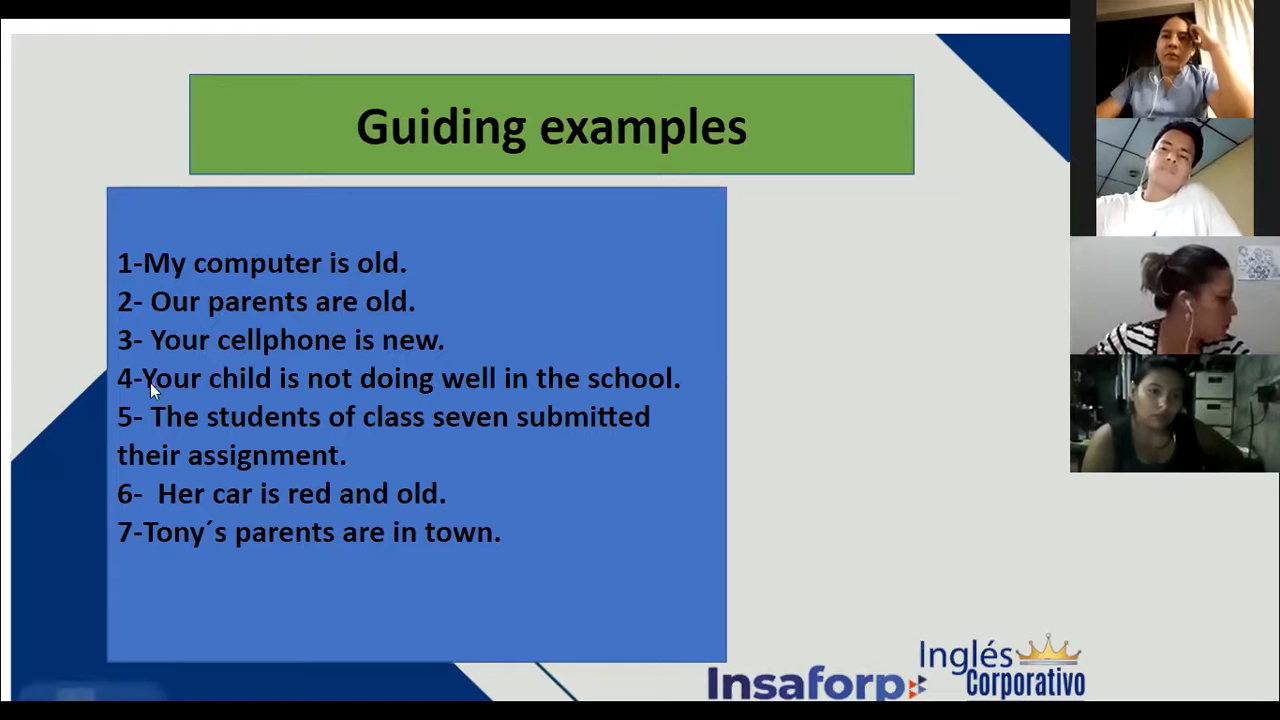 Guiding examples
1-My computer is old.
2- Our parents are old.
3- Your cellphone is new.
4-Your child is not doing well in the school.
5- The students of class seven submitted
their assignment.
6-  Her car is red and old.
7-Tony´s parents are in town.
Insaforp
Inglés
Corporativo